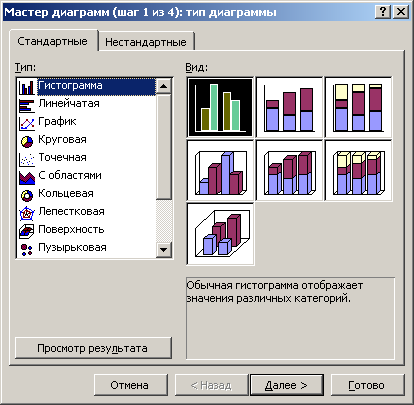 Мастер диаграмм (шаг 1 из 4): тип диаграммы
Стандартные
Нестандартные
Тип:
Гистограмма
Линейчатая
График
Круговая
Точечная
С областями
Кольцевая
Лепестковая
Поверхность
Пузырьковая
Вид:
Обычная гистограмма отображает
значения различных категорий.
Просмотр результата
Отмена
< Назад
Далее >
Готово